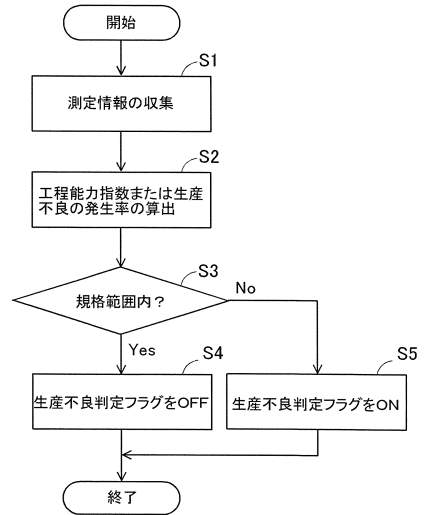 開始
S1
測定情報の収集
S2
工程能力指数または生産
不良の発生率の算出
S3
規格範囲内？
No
Yes
S4
生産不良判定フラグをOFF
S5
生産不良判定フラグをON
終了